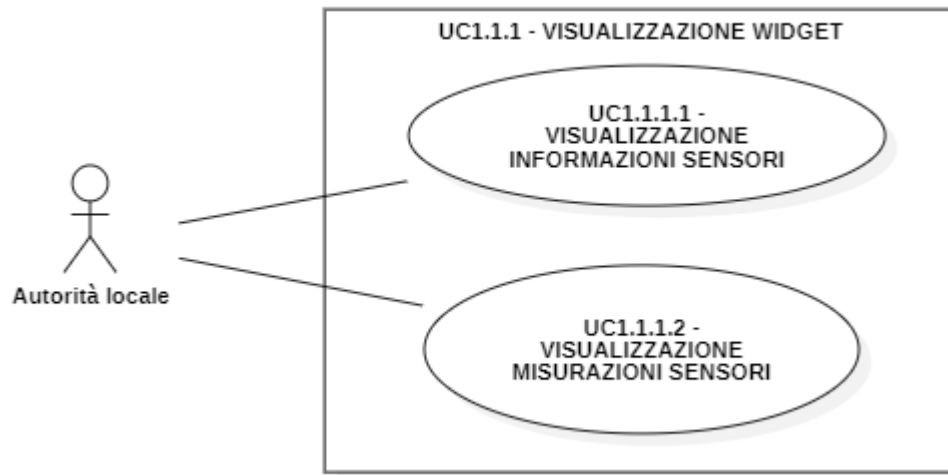 UC1.1.1 - VISUALIZZAZIONE WIDGET
UC1.1.1.1 -
VISUALIZZAZIONE
INFORMAZIONI SENSORI
Autorità locale
UC1.1.1.2 -
VISUALIZZAZIONE
MISURAZIONI SENSORI